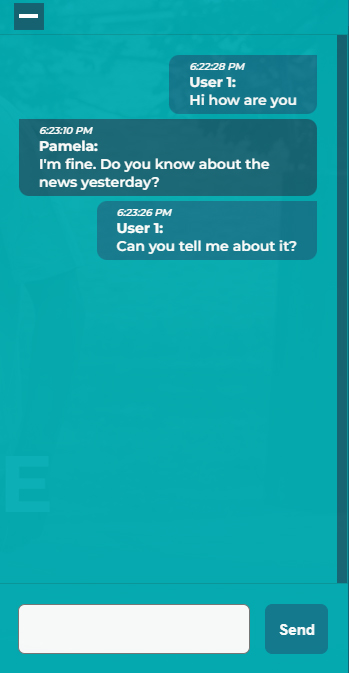 6:22:28 PM
User 1:
Hi how are you
6:23:10 PM
Pamela:
I'm fine. Do you know about the
news yesterday?
6:23:26 PM
User 1:
Can you tell me about it?
E
Send